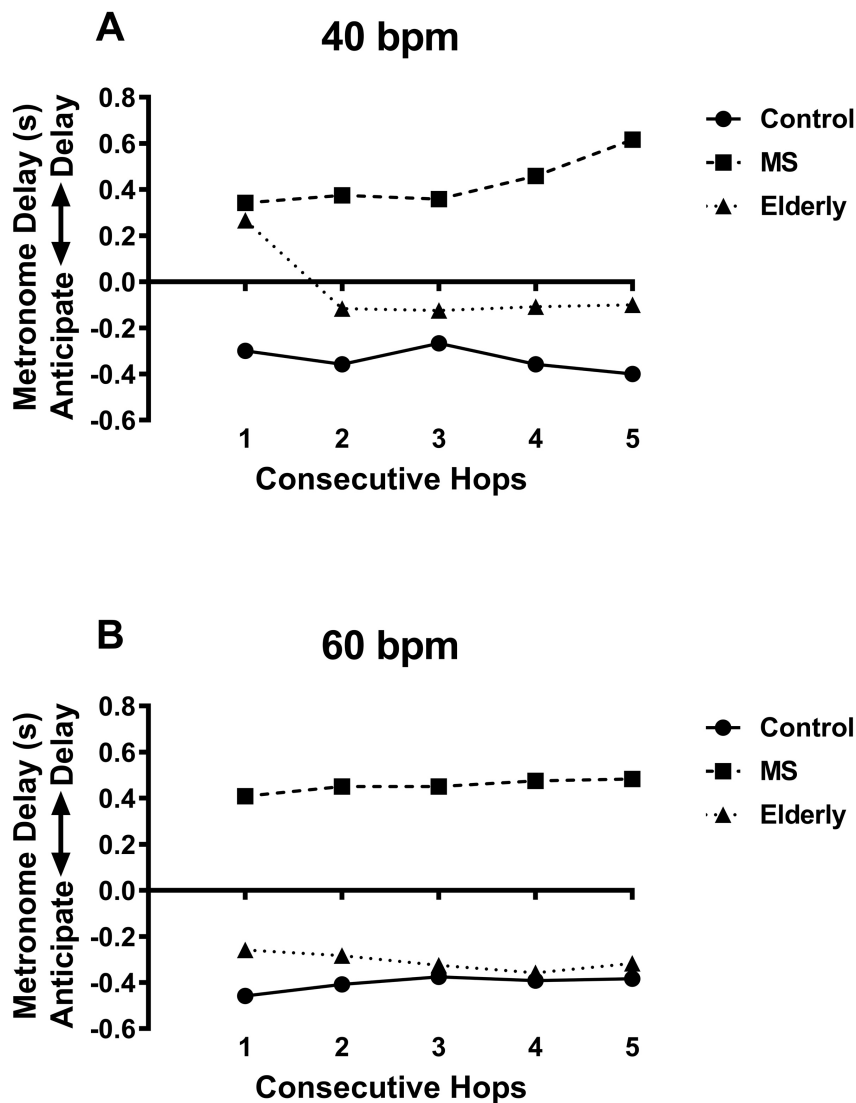 A
40 bpm
Metronome Delay (s)
Anticipate Delay
0.8
0.6
0.4
0.2
0.0
-0.2
-0.4
-0.6
1 2 3 4 5
Consecutive Hops
Control
MS
Elderly
B
60 bpm
Metronome Delay (s)
Anticipate Delay
0.8
0.6
0.4
0.2
0.0
-0.2
-0.4
-0.6
1 2 3 4 5
Consecutive Hops
Control
MS
Elderly